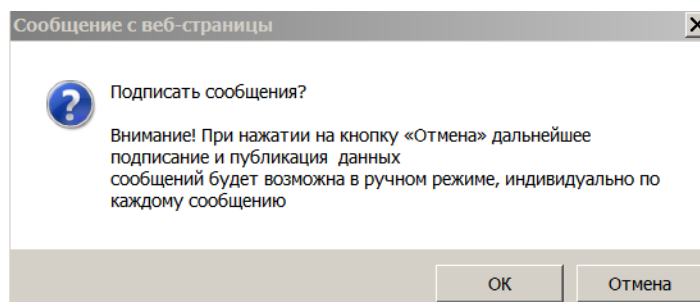 Сообщение с веб-страницы
Подписать сообщения?
Внимание! При нажатии на кнопку «Отмена» дальнейшее
подписание и публикация данных
сообщений будет возможна в ручном режиме, индивидуально по
каждому сообщению
ОК
Отмена